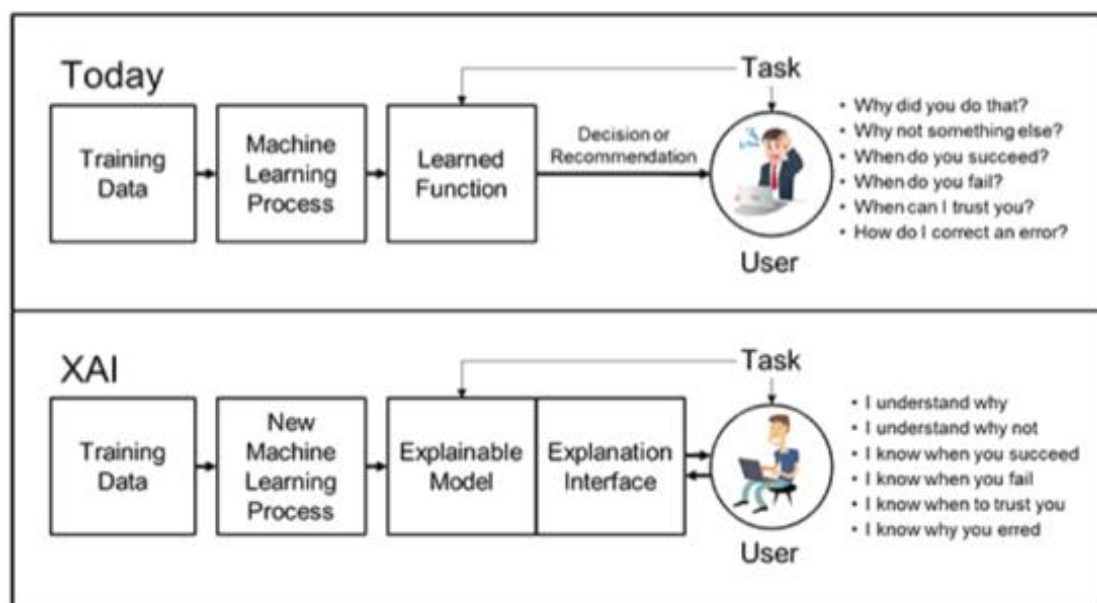 Today
Task
Training
Data
Machine
Learning
Process
Learned
Function
Decision or
Recommendation
• Why did you do that?
• Why not something else?
• When do you succeed?
• When do you fail?
• When can I trust you?
• How do I correct an error?
User
XAI
Task
Training
Data
New
Machine
Learning
Process
Explainable
Model
Explanation
Interface
• I understand why
• I understand why not
• I know when you succeed
• I know when you fail
• I know when to trust you
• I know why you erred
User